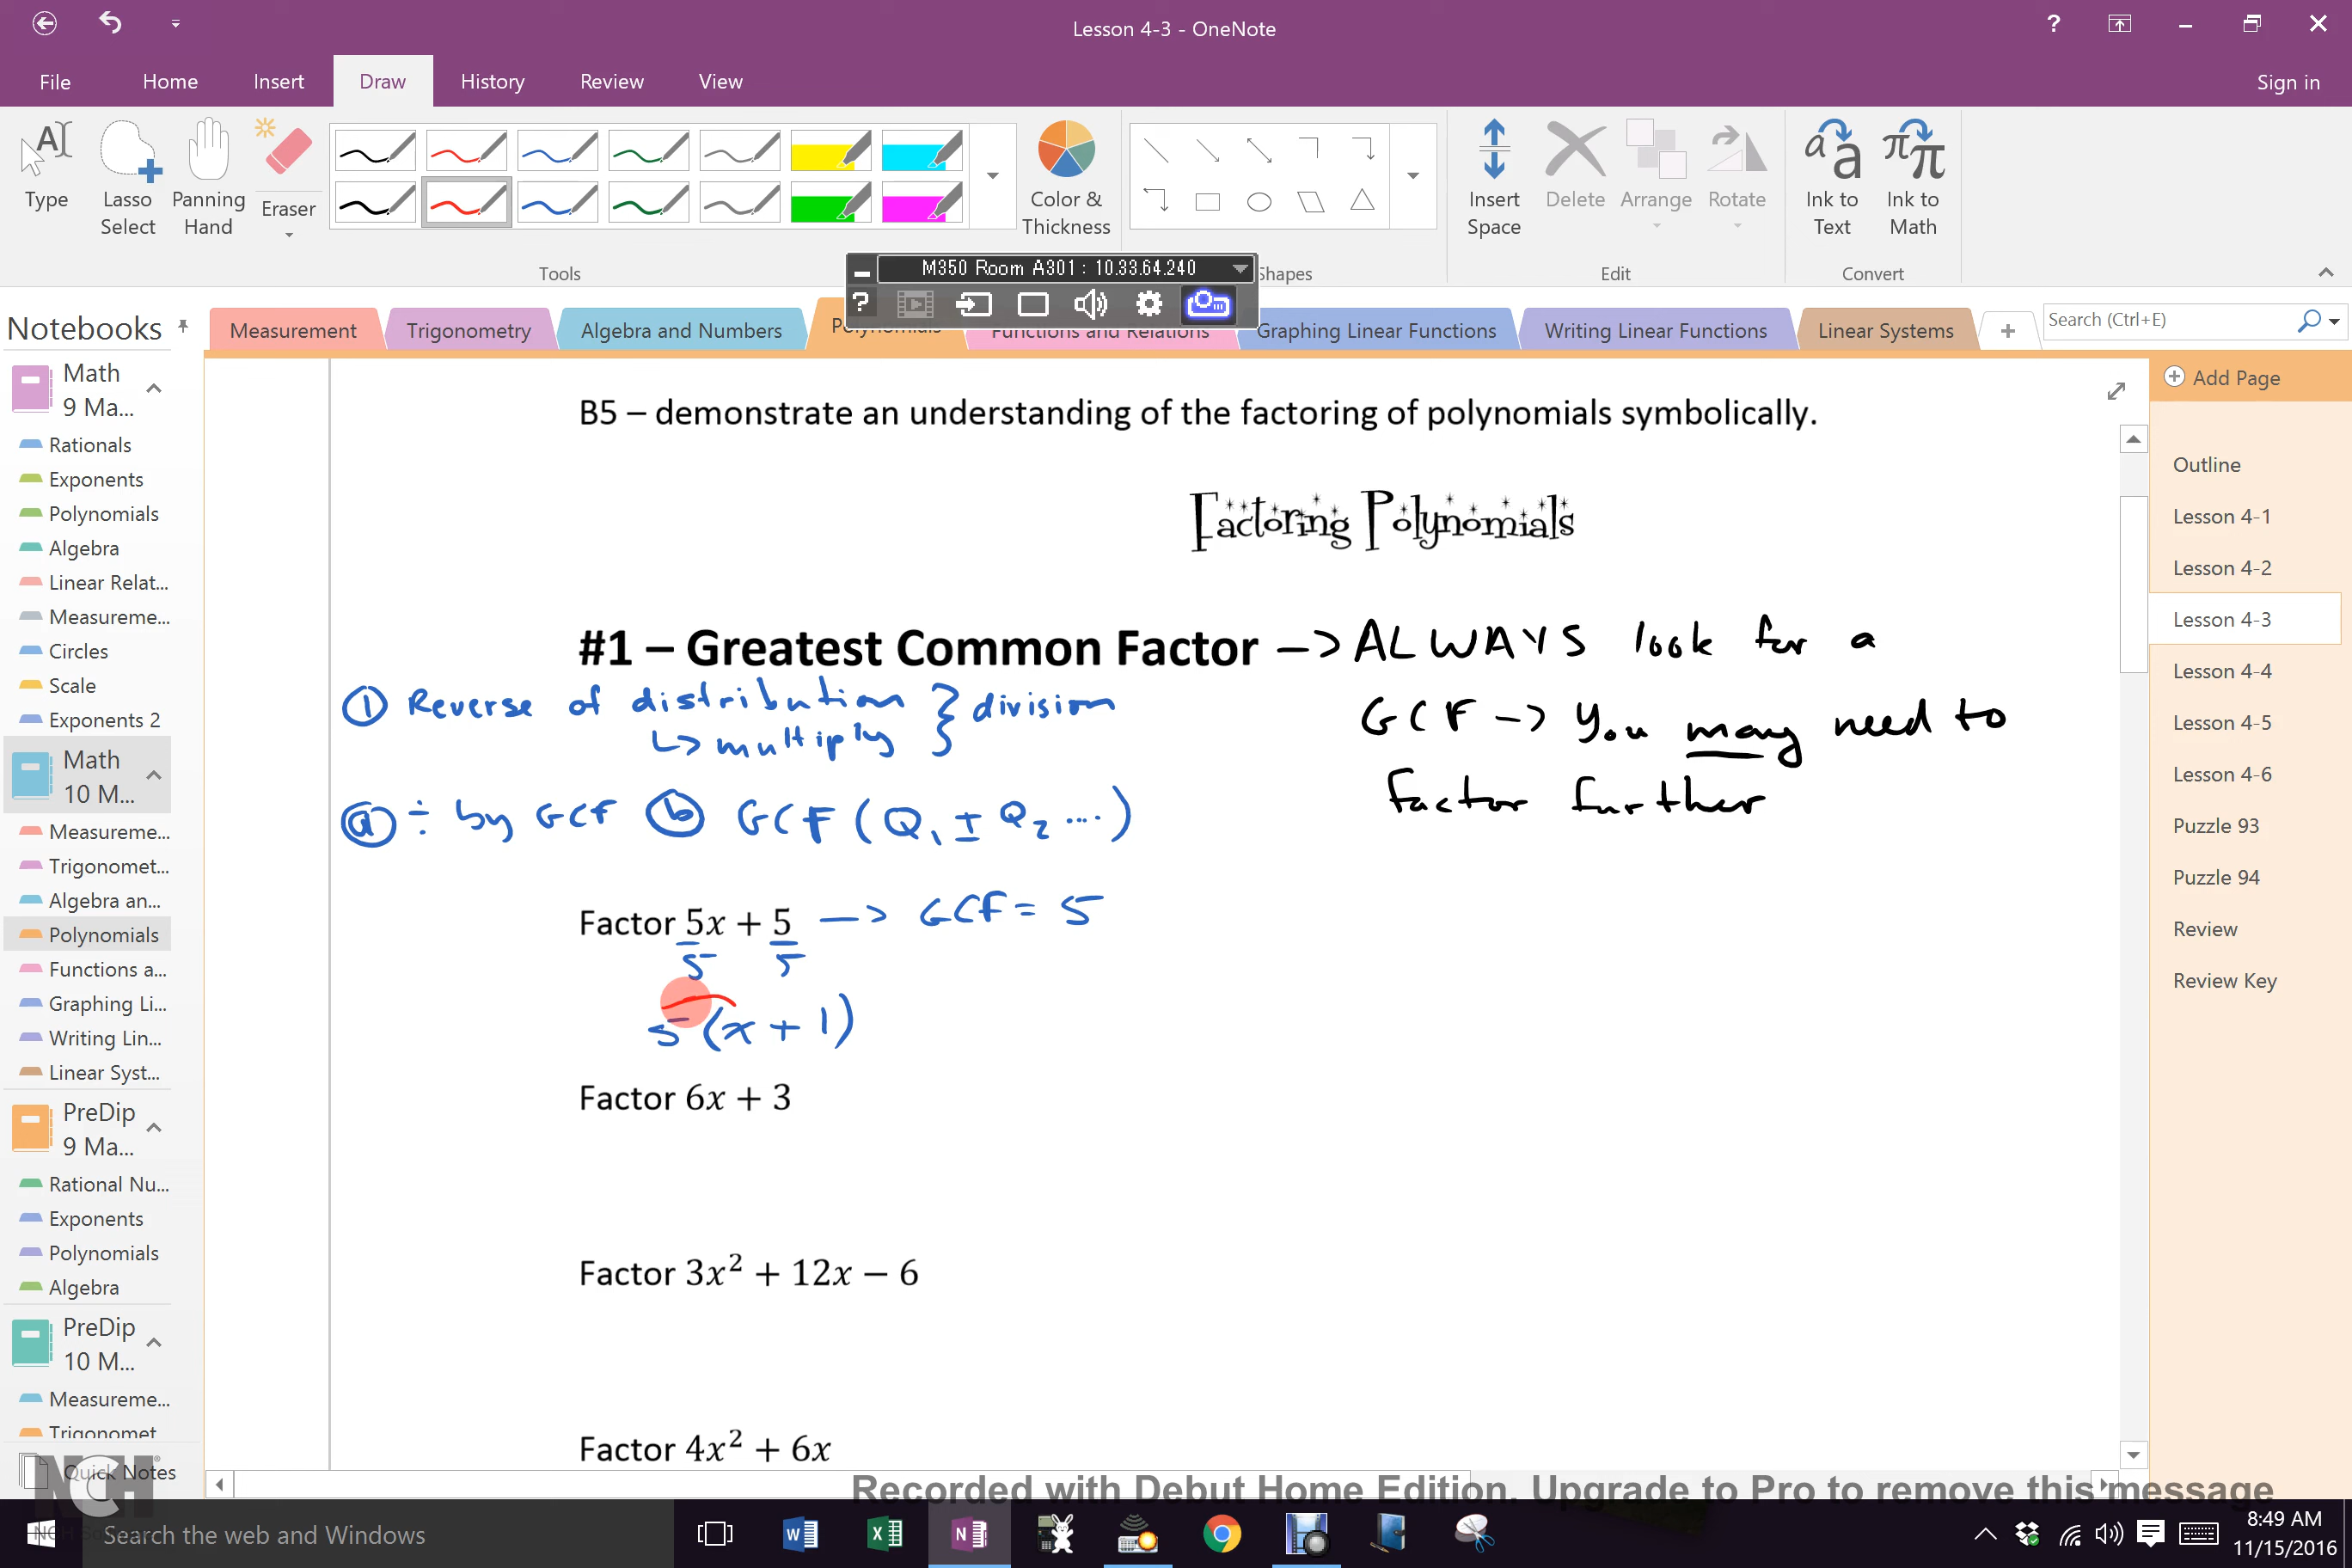 Lesson 4-3 - OneNote
File Home Insert Draw History Review View Sign in
Type
Lasso Select
Panning Hand
Eraser
Color & Thickness
Insert Space
Delete
Arrange
Rotate
Ink to Text
Ink to Math
Tools
Shapes
Edit
Convert
M350 Room A301 : 10.33.64.240
Notebooks
Measurement Trigonometry Algebra and Numbers Polynomials Functions and Relations Graphing Linear Functions Writing Linear Functions Linear Systems
Search (Ctrl+E)
Math 9 Ma...
Rationals
Exponents
Polynomials
Algebra
Linear Relat...
Measureme...
Circles
Scale
Exponents 2
Math 10 M...
Measureme...
Trigonomet...
Algebra an...
Polynomials
Functions a...
Graphing Li...
Writing Lin...
Linear Syst...
PreDip 9 Ma...
Rational Nu...
Exponents
Polynomials
Algebra
PreDip 10 M...
Measureme...
Trigonomet
Quick Notes
B5 – demonstrate an understanding of the factoring of polynomials symbolically.
Factoring Polynomials
#1 – Greatest Common Factor –> ALWAYS look for a
GCF –> You many need to
factor further
① Reverse of distribution } division
↳ multiply
ⓐ ÷ by GCF ⓑ GCF (Q₁ ± Q₂ ....)
Factor 5x + 5 —> GCF = 5
5 5
5 (x + 1)
Factor 6x + 3
Factor 3x² + 12x − 6
Factor 4x² + 6x
Add Page
Outline
Lesson 4-1
Lesson 4-2
Lesson 4-3
Lesson 4-4
Lesson 4-5
Lesson 4-6
Puzzle 93
Puzzle 94
Review
Review Key
NCH
Recorded with Debut Home Edition. Upgrade to Pro to remove this message
Search the web and Windows
8:49 AM
11/15/2016